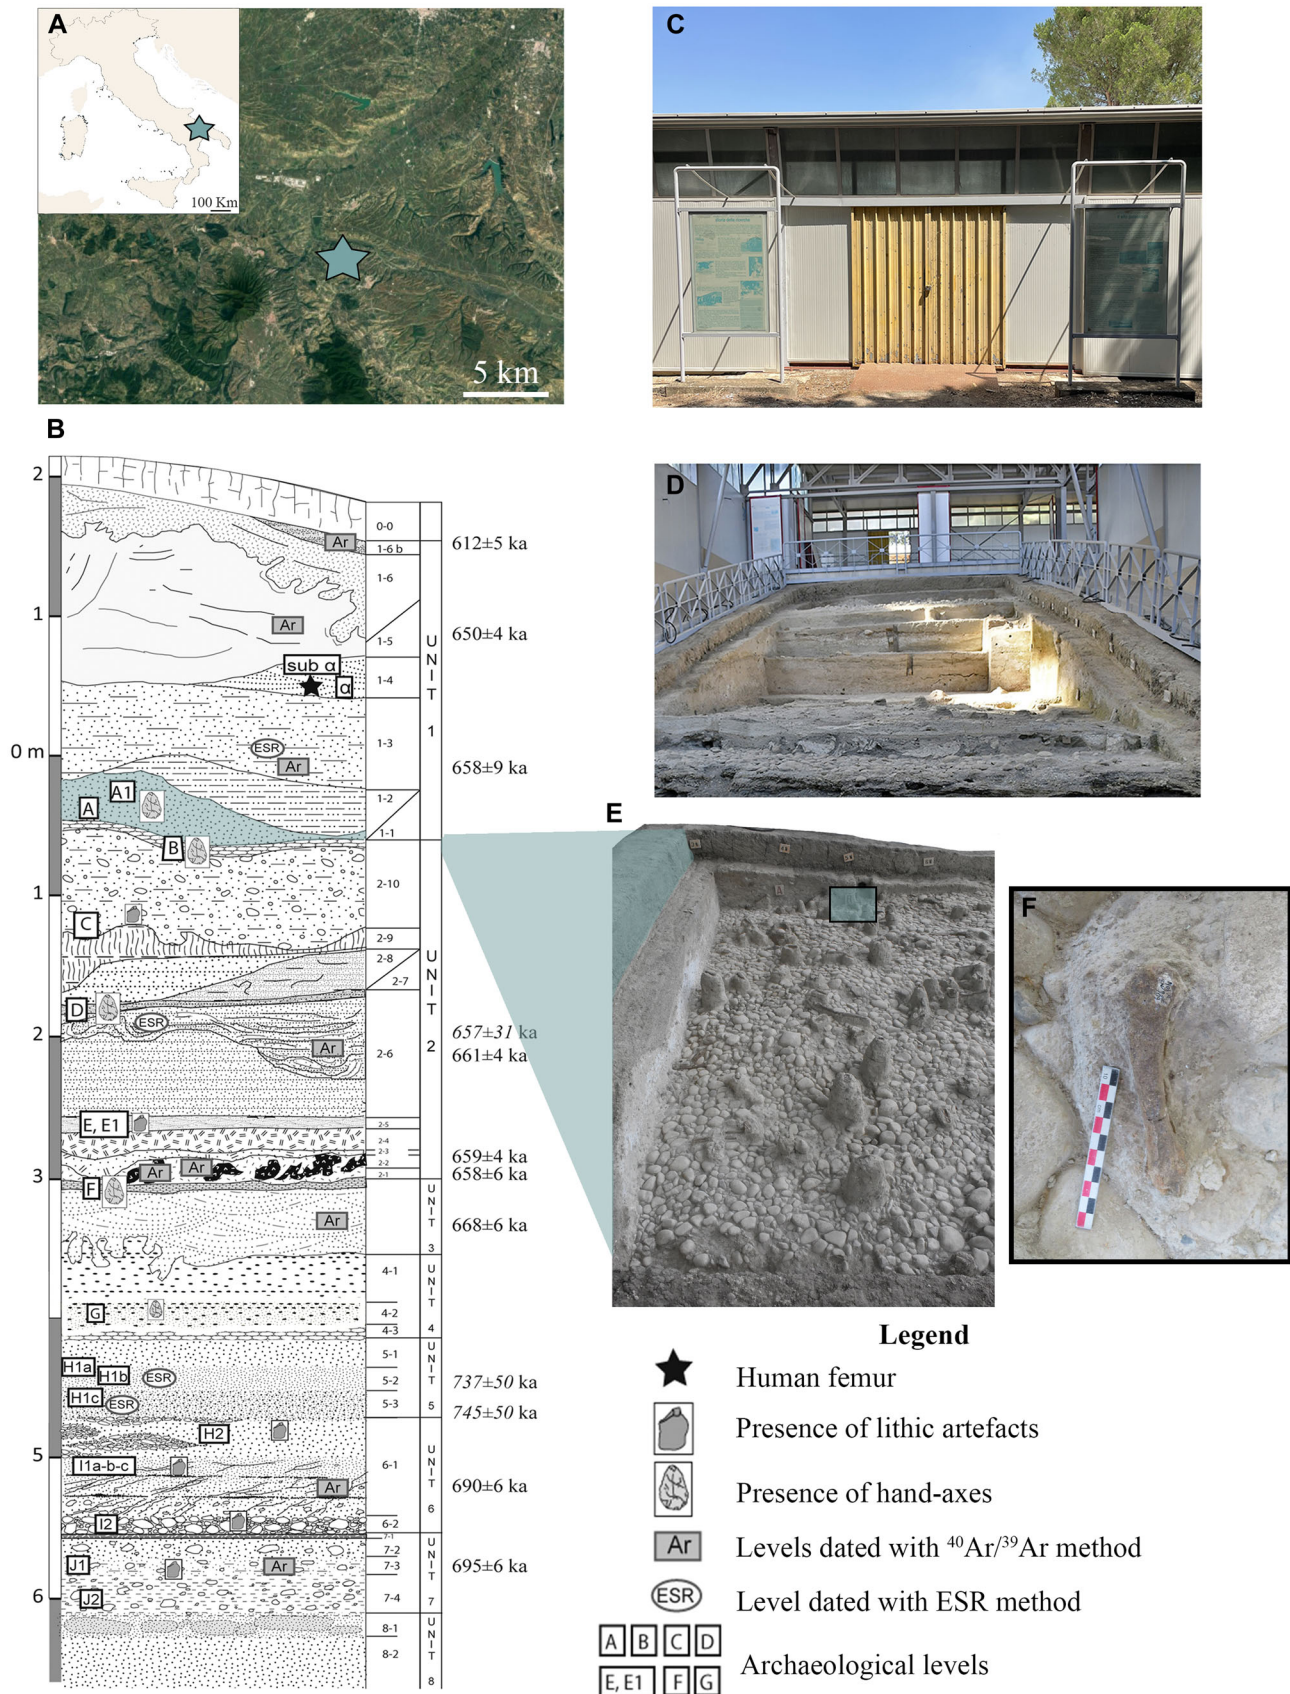 A
100 Km
5 km
C
B
2
1
0 m
1
2
3
5
6
0-0
1-6 b
1-6
1-5
1-4
1-3
1-2
1-1
2-10
2-9
2-8
2-7
2-6
2-5
2-4
2-3
2-2
2-1
4-1
4-2
4-3
5-1
5-2
5-3
6-1
6-2
7-1
7-2
7-3
7-4
8-1
8-2
UNIT 1
UNIT 2
UNIT 3
UNIT 4
UNIT 5
UNIT 6
UNIT 7
UNIT 8
Ar
612±5 ka
Ar
650±4 ka
sub α
α
ESR
Ar
658±9 ka
A1
A
B
C
D
ESR
657±31 ka
Ar
661±4 ka
E, E1
659±4 ka
Ar Ar
658±6 ka
F
Ar
668±6 ka
G
H1a
H1b
ESR
737±50 ka
H1c
ESR
745±50 ka
H2
I1a-b-c
Ar
690±6 ka
I2
J1
Ar
695±6 ka
J2
D
E
A
F
Legend
Human femur
Presence of lithic artefacts
Presence of hand-axes
Ar
Levels dated with ⁴⁰Ar/³⁹Ar method
ESR
Level dated with ESR method
A B C D
E, E1 F G
Archaeological levels